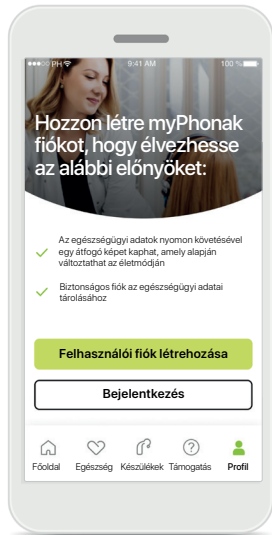 PH 9:41 AM 100 %
Hozzon létre myPhonak
fiókot, hogy élvezhesse
az alábbi előnyöket:
Az egészségügyi adatok nyomon követésével
egy átfogó képet kaphat, amely alapján
változtathat az életmódján
Biztonságos fiók az egészségügyi adatai
tárolásához
Felhasználói fiók létrehozása
Bejelentkezés
Főoldal Egészség Készülékek Támogatás Profil